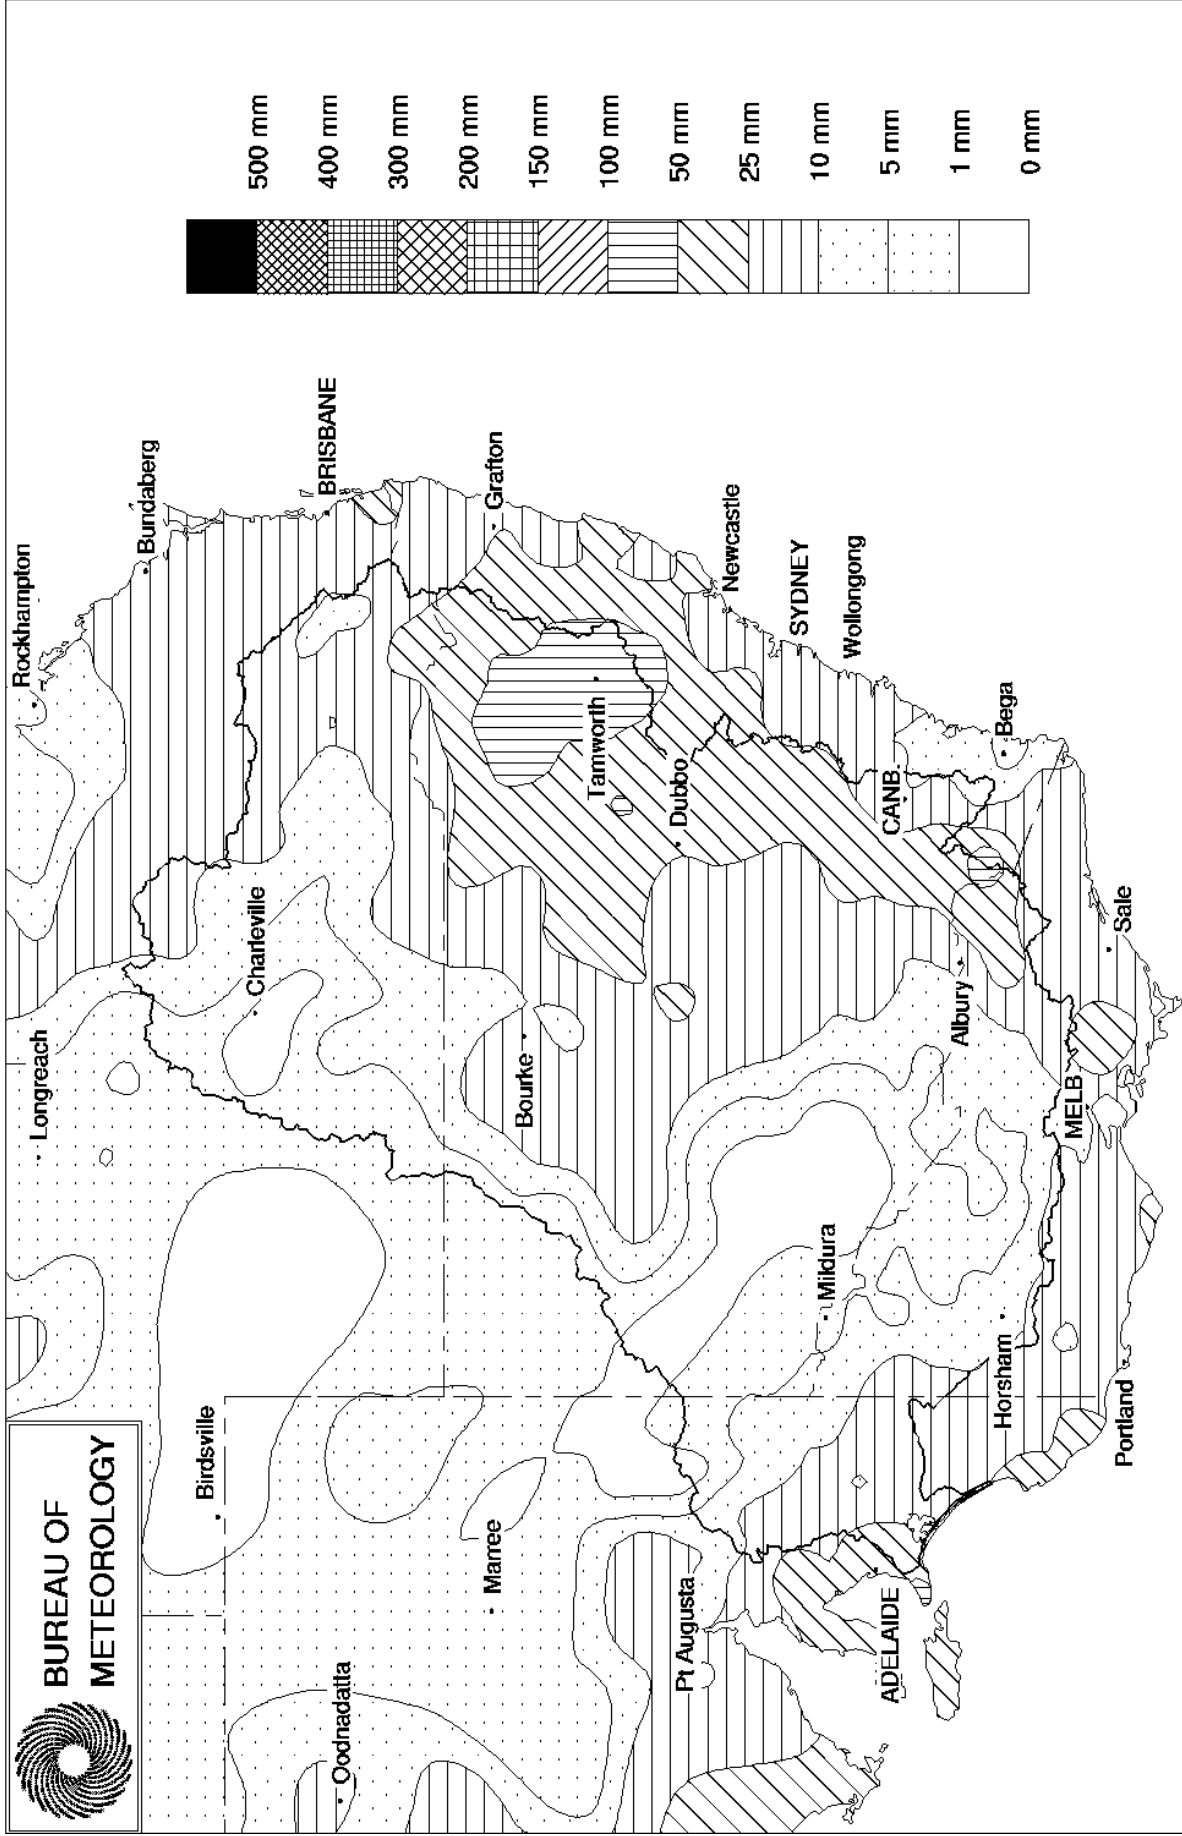 BUREAU OF
METEOROLOGY
Rockhampton
Longreach
Bundaberg
Birdsville
Charleville
BRISBANE
Oodnadatta
Marree
Bourke
Grafton
Tamworth
Pt Augusta
Dubbo
Newcastle
SYDNEY
Mildura
Wollongong
ADELAIDE
CANB.
Albury
Horsham
Bega
MELB
Portland
Sale
500 mm
400 mm
300 mm
200 mm
150 mm
100 mm
50 mm
25 mm
10 mm
5 mm
1 mm
0 mm